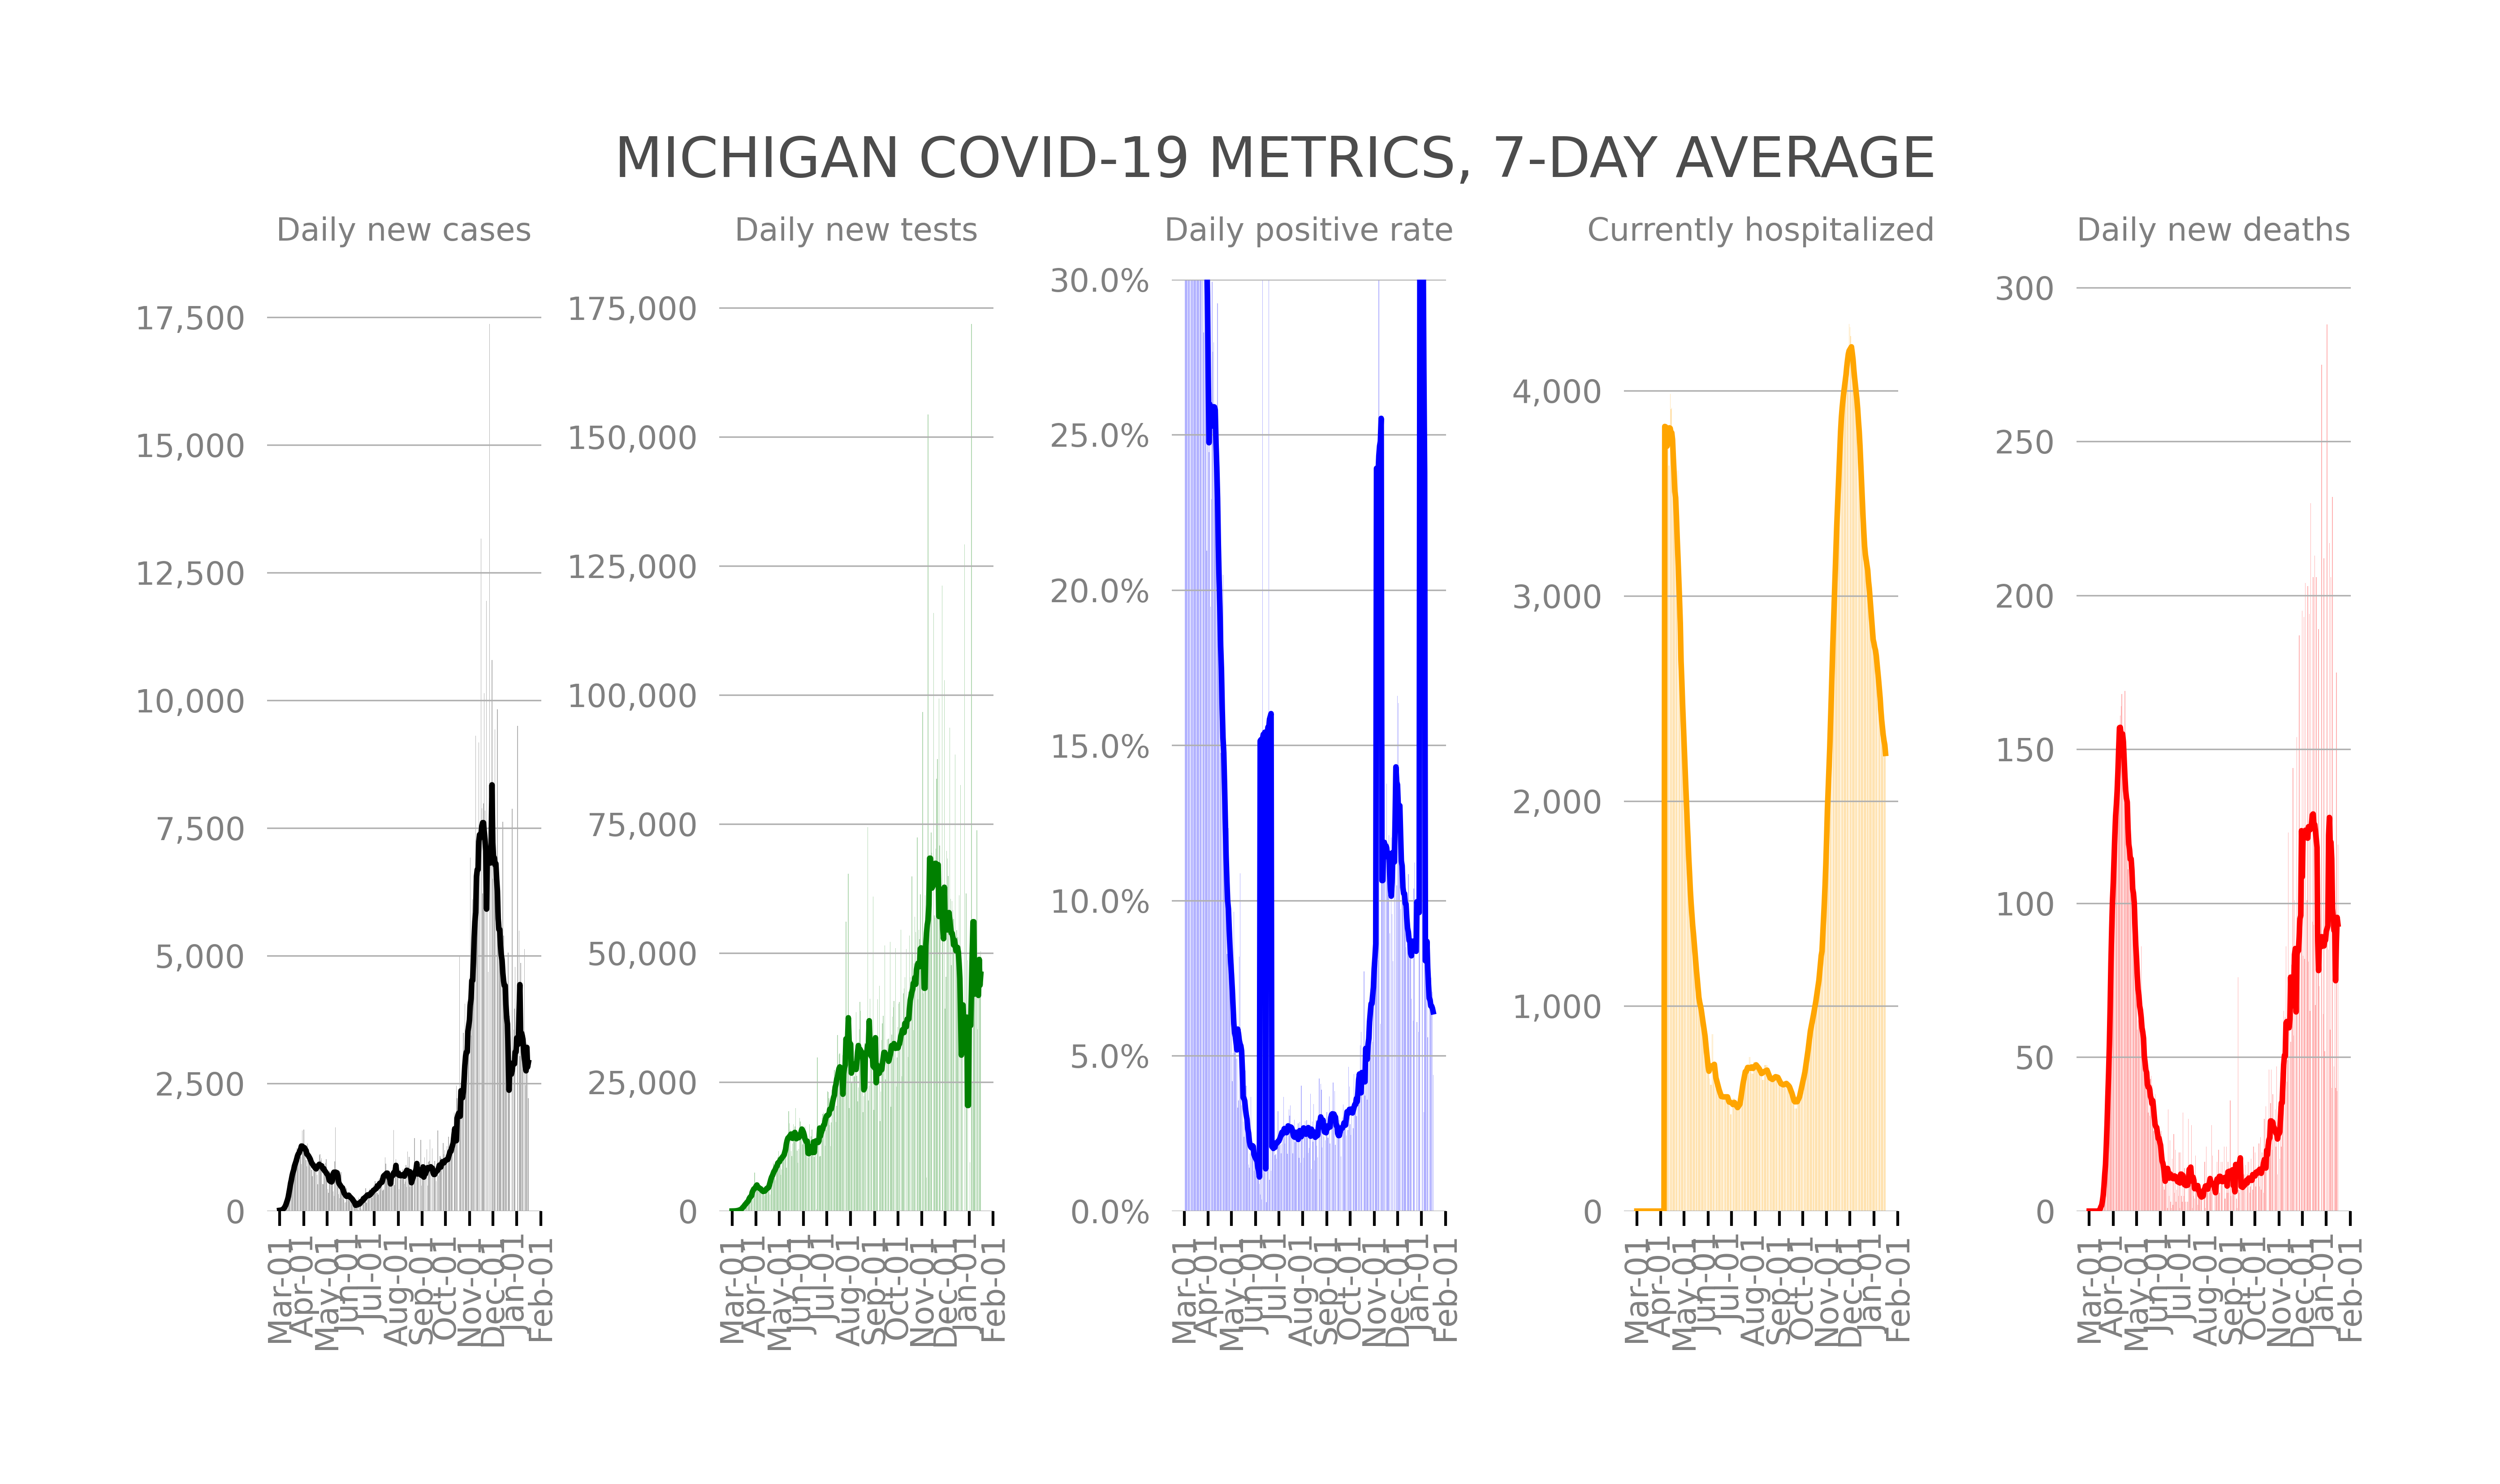 MICHIGAN COVID-19 METRICS, 7-DAY AVERAGE
Daily new cases
17,500
15,000
12,500
10,000
7,500
5,000
2,500
0
Mar-01
Apr-01
May-01
Jun-01
Jul-01
Aug-01
Sep-01
Oct-01
Nov-01
Dec-01
Jan-01
Feb-01
Daily new tests
175,000
150,000
125,000
100,000
75,000
50,000
25,000
0
Mar-01
Apr-01
May-01
Jun-01
Jul-01
Aug-01
Sep-01
Oct-01
Nov-01
Dec-01
Jan-01
Feb-01
Daily positive rate
30.0%
25.0%
20.0%
15.0%
10.0%
5.0%
0.0%
Mar-01
Apr-01
May-01
Jun-01
Jul-01
Aug-01
Sep-01
Oct-01
Nov-01
Dec-01
Jan-01
Feb-01
Currently hospitalized
4,000
3,000
2,000
1,000
0
Mar-01
Apr-01
May-01
Jun-01
Jul-01
Aug-01
Sep-01
Oct-01
Nov-01
Dec-01
Jan-01
Feb-01
Daily new deaths
300
250
200
150
100
50
0
Mar-01
Apr-01
May-01
Jun-01
Jul-01
Aug-01
Sep-01
Oct-01
Nov-01
Dec-01
Jan-01
Feb-01